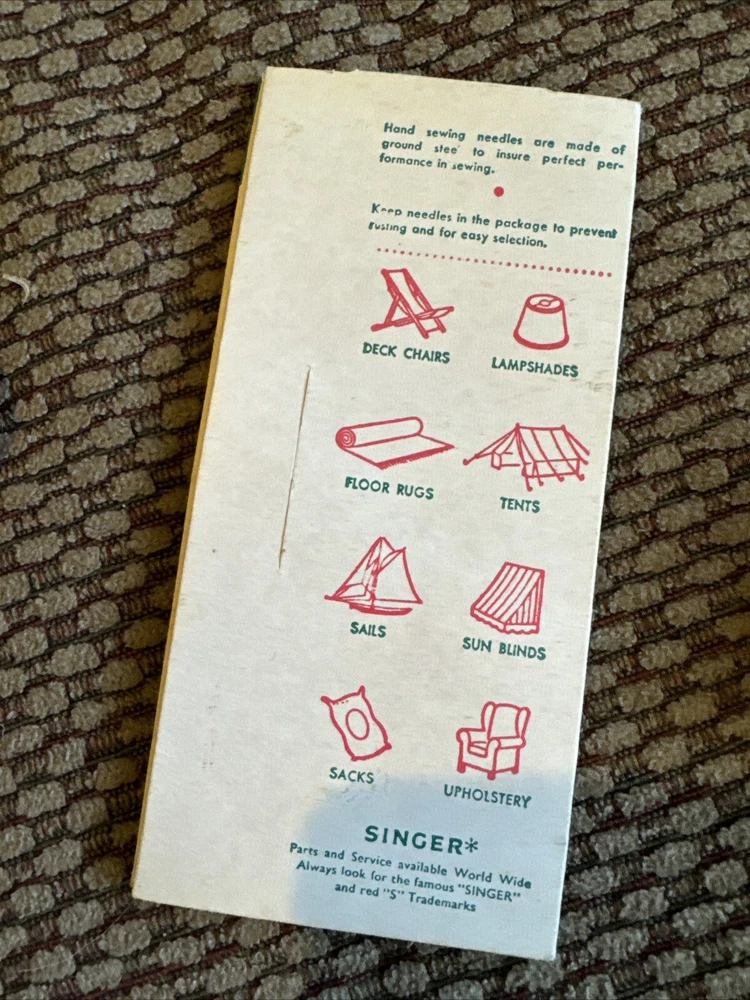 Hand sewing needles are made of
ground stee to insure perfect per-
formance in sewing.
Keep needles in the package to prevent
rusting and for easy selection.
DECK CHAIRS
LAMPSHADES
FLOOR RUGS
TENTS
SAILS
SUN BLINDS
SACKS
UPHOLSTERY
SINGER*
Parts and Service available World Wide
Always look for the famous "SINGER"
and red "S" Trademarks